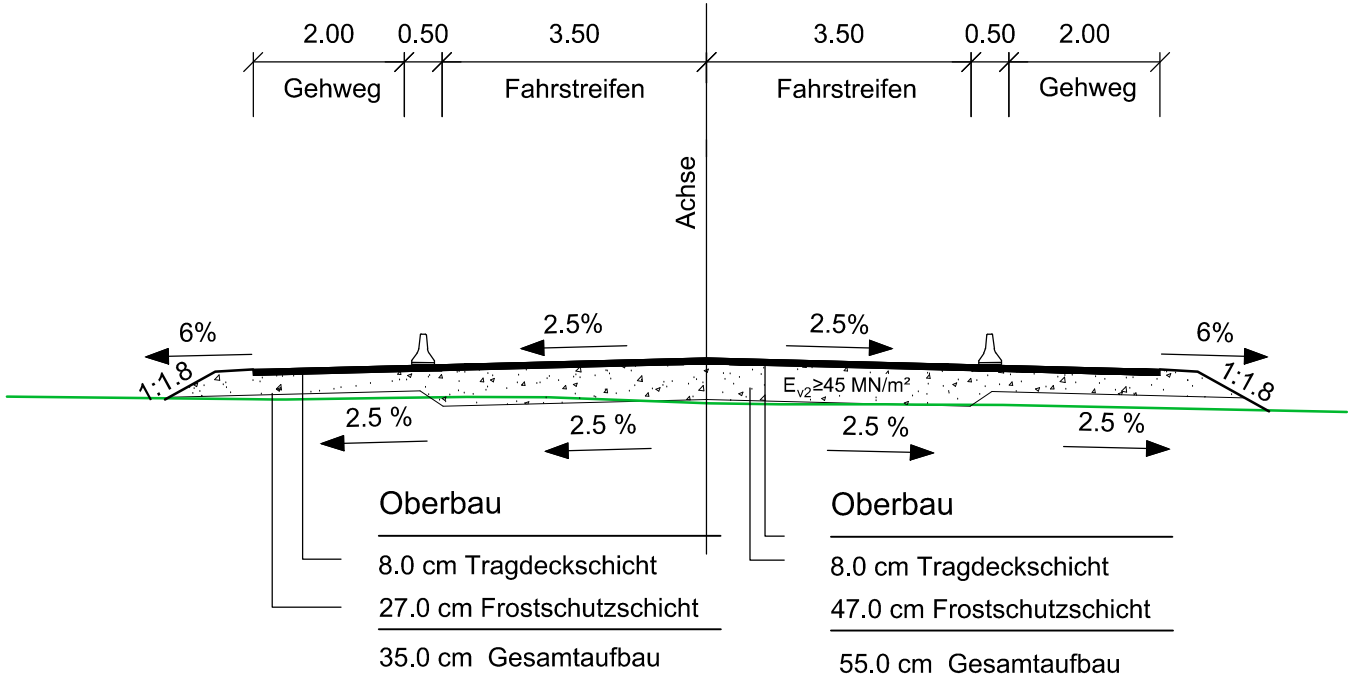 2.00 0.50 3.50 3.50 0.50 2.00
Gehweg Fahrstreifen Fahrstreifen Gehweg
Achse
6% 2.5% 2.5% 6%
1:1.8 1:1.8
Ev2≥45 MN/m²
2.5 % 2.5 % 2.5 % 2.5 %
Oberbau
8.0 cm Tragdeckschicht
27.0 cm Frostschutzschicht
35.0 cm Gesamtaufbau
Oberbau
8.0 cm Tragdeckschicht
47.0 cm Frostschutzschicht
55.0 cm Gesamtaufbau